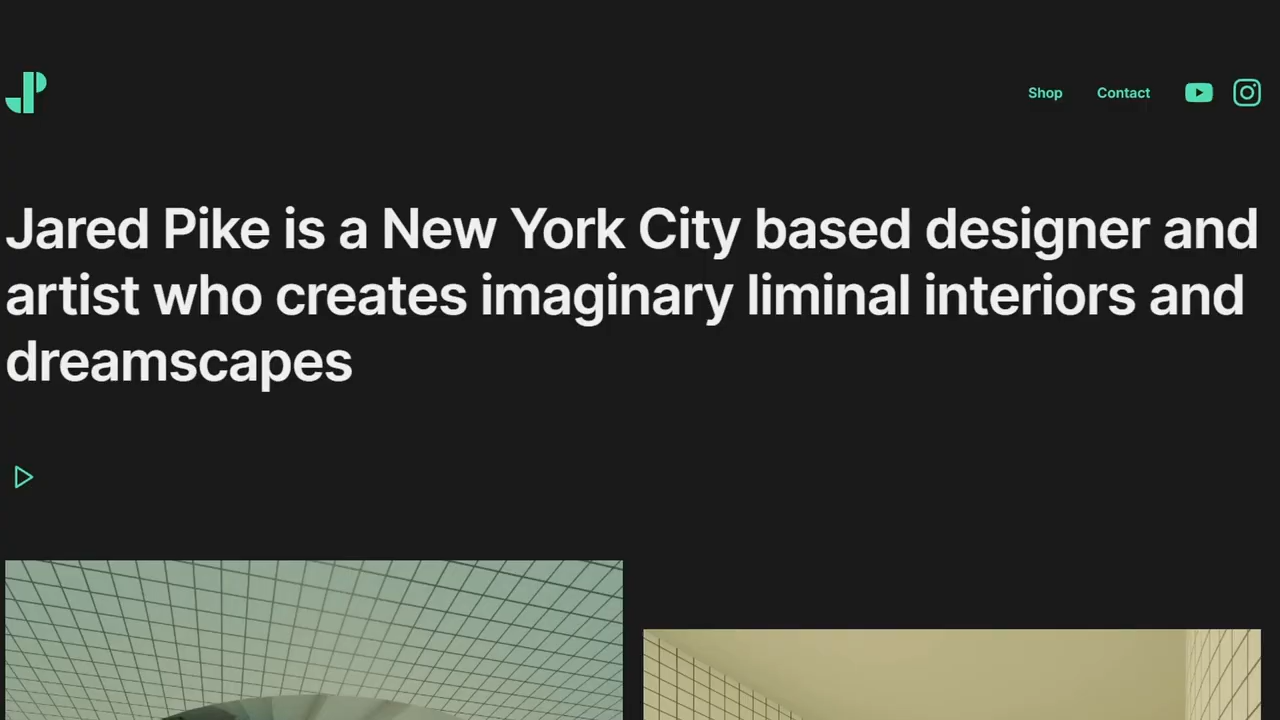 JP
Shop Contact
Jared Pike is a New York City based designer and
artist who creates imaginary liminal interiors and
dreamscapes